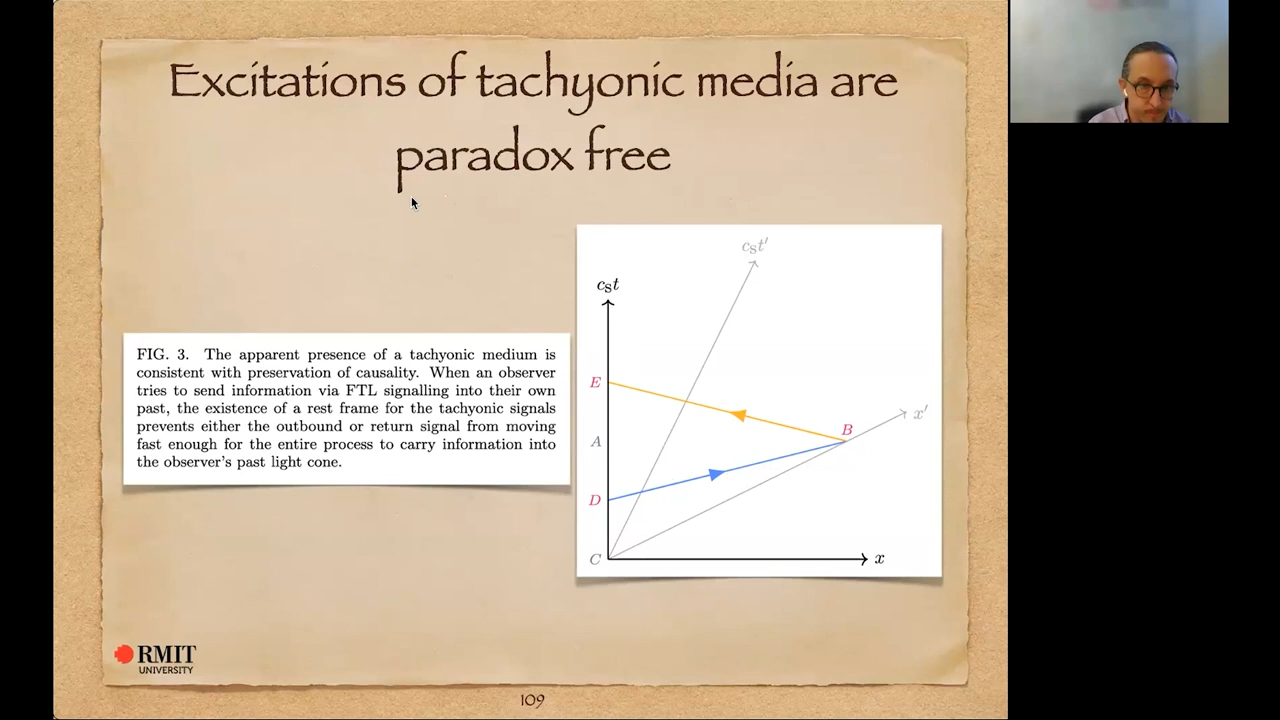 Excitations of tachyonic media are
paradox free
FIG. 3. The apparent presence of a tachyonic medium is
consistent with preservation of causality. When an observer
tries to send information via FTL signalling into their own
past, the existence of a rest frame for the tachyonic signals
prevents either the outbound or return signal from moving
fast enough for the entire process to carry information into
the observer's past light cone.
cₛt′
cₛt
E
A
D
C
B
x′
x
RMIT
UNIVERSITY
109